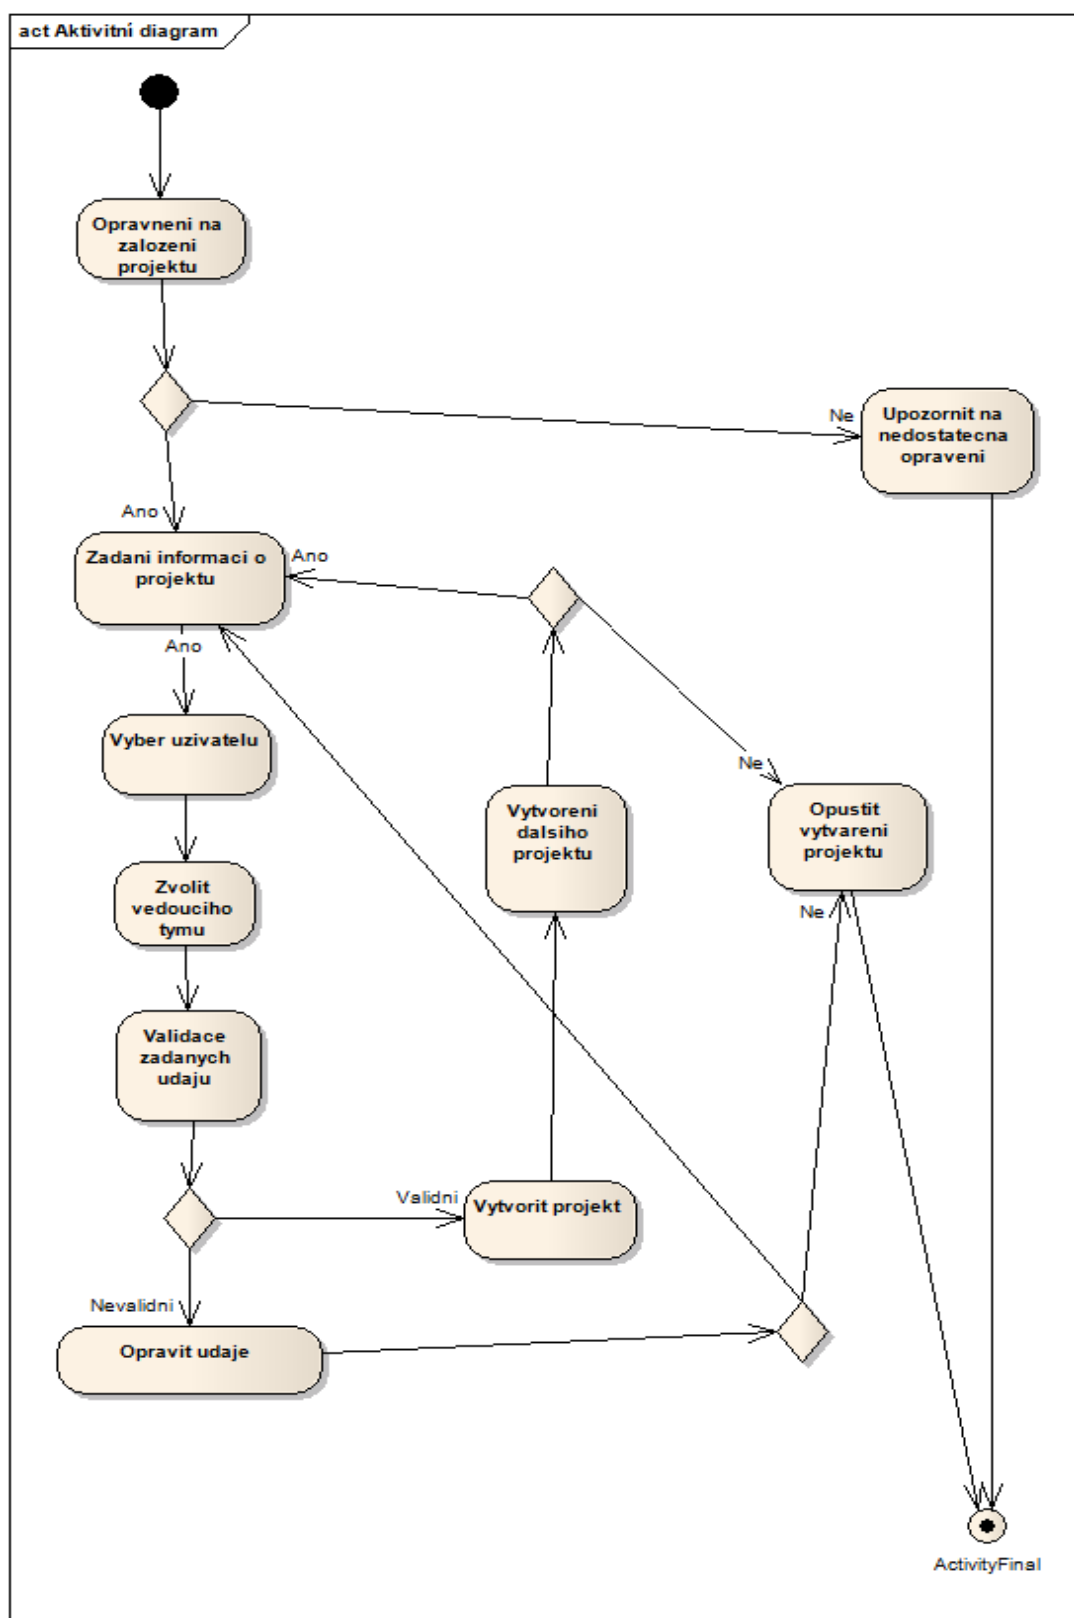 act Aktivitní diagram
Opravneni na
zalozeni
projektu
Ne
Upozornit na
nedostatecna
opraveni
Ano
Zadani informaci o
projektu
Ano
Ano
Vyber uzivatelu
Ne
Vytvoreni
dalsiho
projektu
Opustit
vytvareni
projektu
Zvolit
vedouciho
tymu
Ne
Validace
zadanych
udaju
Validni
Vytvorit projekt
Nevalidni
Opravit udaje
ActivityFinal